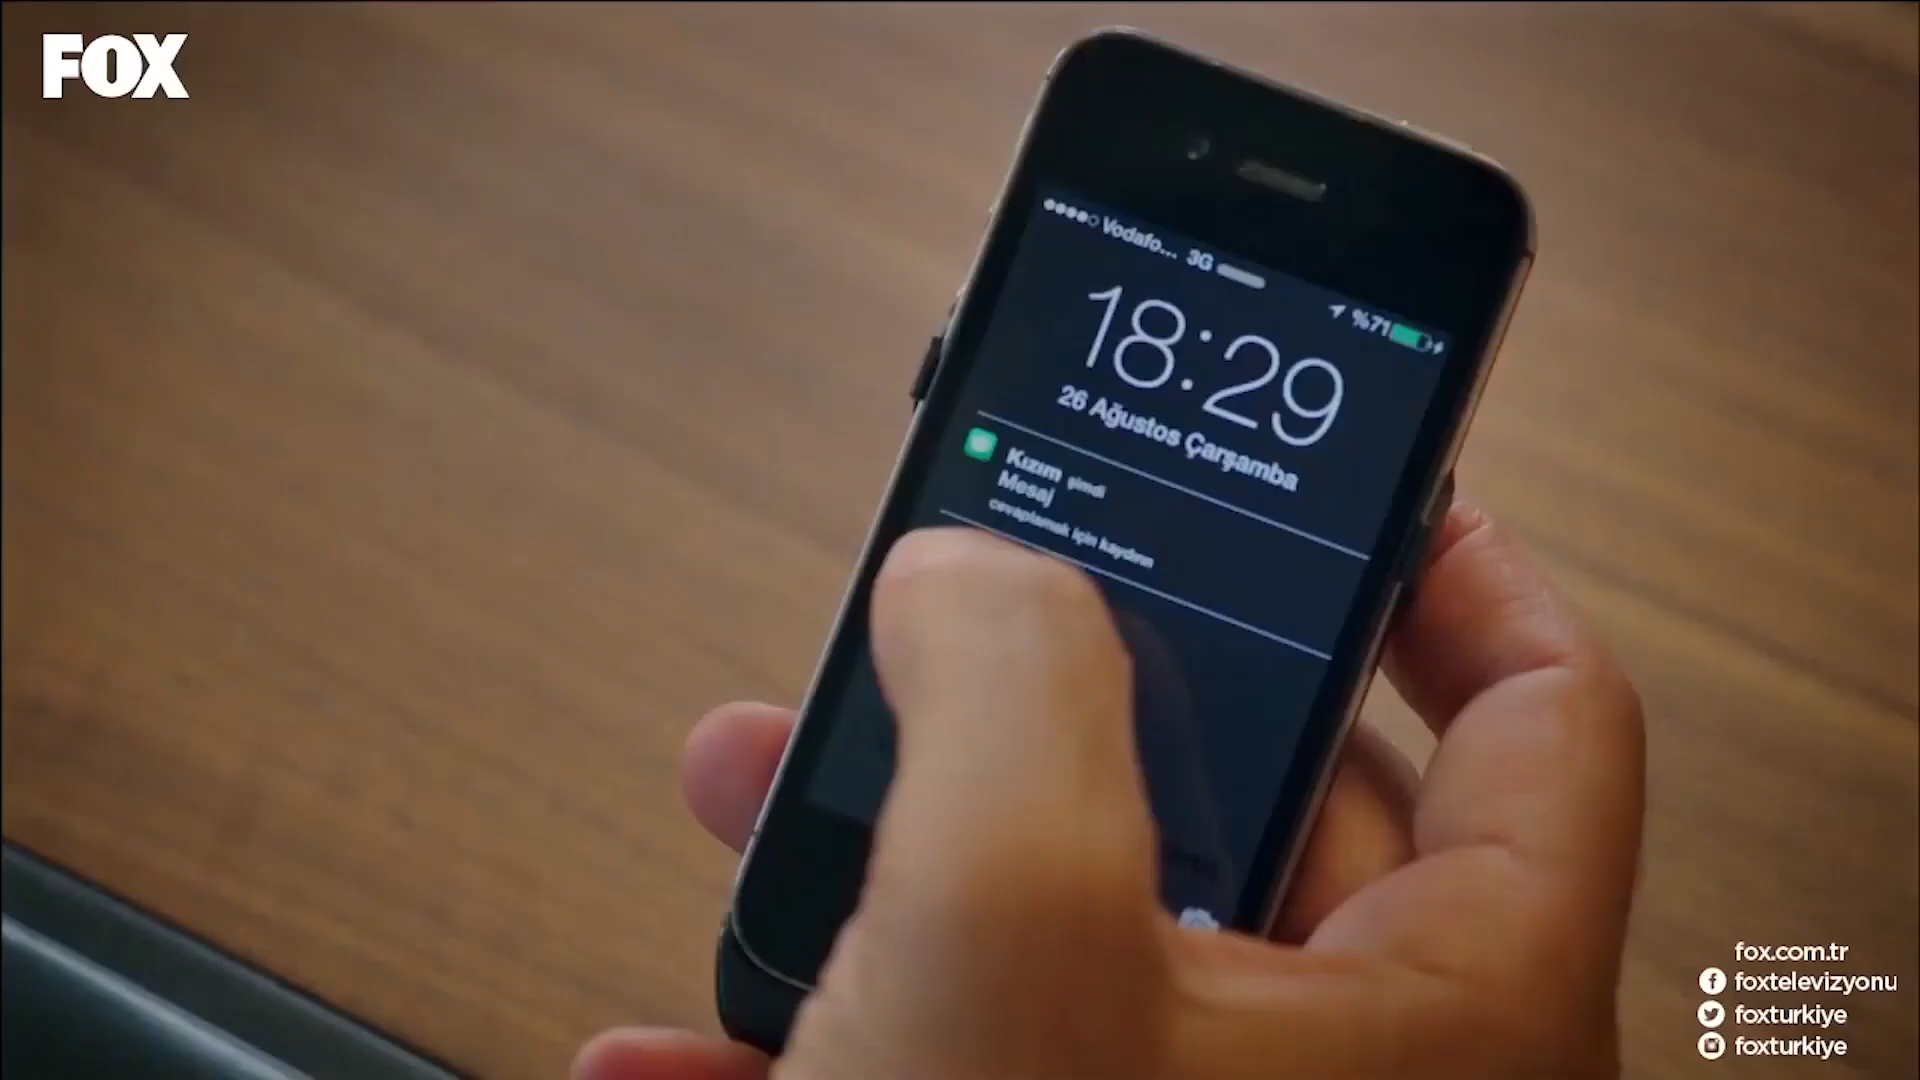 FOX
Vodafo... 3G
%71
18:29
26 Ağustos Çarşamba
Kızım şimdi
Mesaj
cevaplamak için kaydırın
fox.com.tr
foxtelevizyonu
foxturkiye
foxturkiye